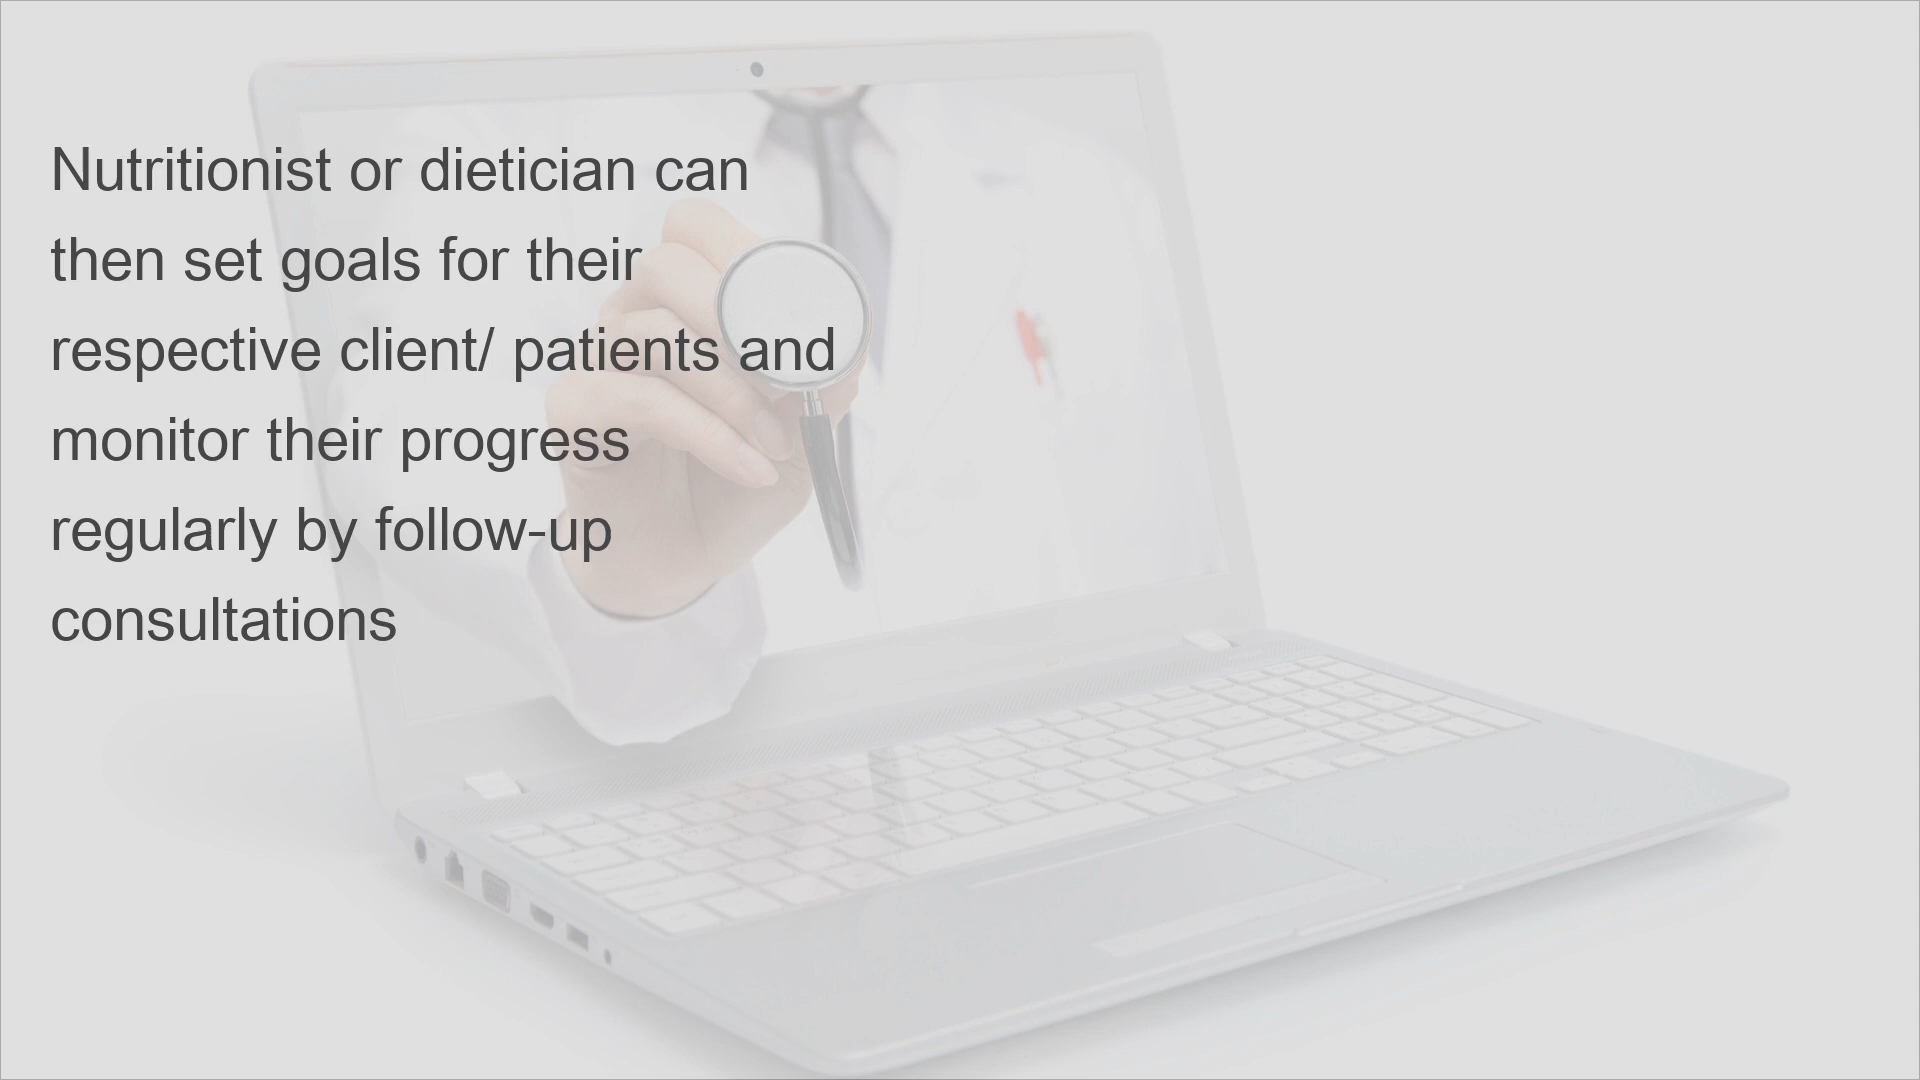 Nutritionist or dietician can
then set goals for their
respective client/ patients and
monitor their progress
regularly by follow-up
consultations